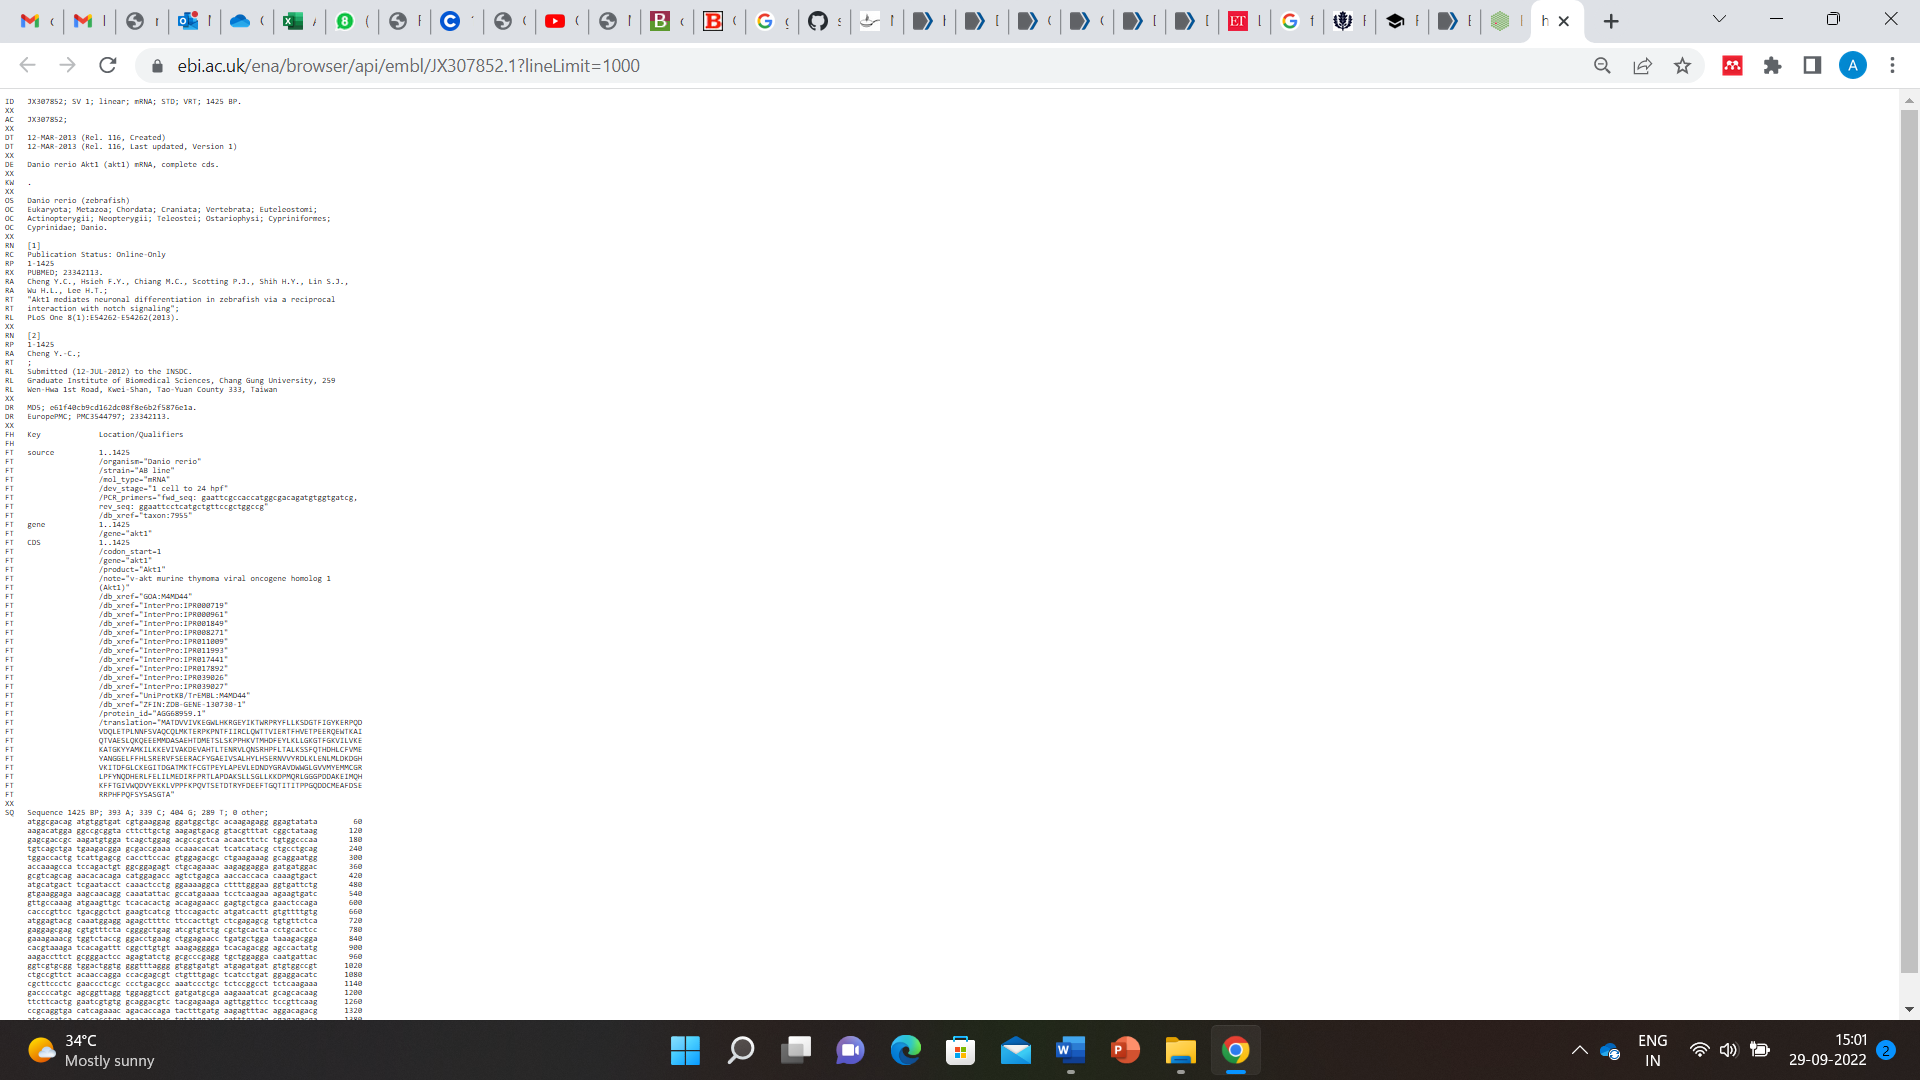 ebi.ac.uk/ena/browser/api/embl/JX307852.1?lineLimit=1000
A
ID JX307852; SV 1; linear; mRNA; STD; VRT; 1425 BP.
XX
AC JX307852;
XX
DT 12-MAR-2013 (Rel. 116, Created)
DT 12-MAR-2013 (Rel. 116, Last updated, Version 1)
XX
DE Danio rerio Akt1 (akt1) mRNA, complete cds.
XX
KW .
XX
OS Danio rerio (zebrafish)
OC Eukaryota; Metazoa; Chordata; Craniata; Vertebrata; Euteleostomi;
OC Actinopterygii; Neopterygii; Teleostei; Ostariophysi; Cypriniformes;
OC Cyprinidae; Danio.
XX
RN [1]
RC Publication Status: Online-Only
RP 1-1425
RX PUBMED; 23342113.
RA Cheng Y.C., Hsieh F.Y., Chiang M.C., Scotting P.J., Shih H.Y., Lin S.J.,
RA Wu H.L., Lee H.T.;
RT "Akt1 mediates neuronal differentiation in zebrafish via a reciprocal
RT interaction with notch signaling";
RL PLoS One 8(1):E54262-E54262(2013).
XX
RN [2]
RP 1-1425
RA Cheng Y.-C.;
RT ;
RL Submitted (12-JUL-2012) to the INSDC.
RL Graduate Institute of Biomedical Sciences, Chang Gung University, 259
RL Wen-Hwa 1st Road, Kwei-Shan, Tao-Yuan County 333, Taiwan
XX
DR MD5; e61f40cb9cd162dc08f8e6b2f5876e1a.
DR EuropePMC; PMC3544797; 23342113.
XX
FH Key Location/Qualifiers
FH
FT source 1..1425
FT /organism="Danio rerio"
FT /strain="AB line"
FT /mol_type="mRNA"
FT /dev_stage="1 cell to 24 hpf"
FT /PCR_primers="fwd_seq: gaattcgccaccatggcgacagatgtggtgatcg,
FT rev_seq: ggaattcctcatgctgttccgctggccg"
FT /db_xref="taxon:7955"
FT gene 1..1425
FT /gene="akt1"
FT CDS 1..1425
FT /codon_start=1
FT /gene="akt1"
FT /product="Akt1"
FT /note="v-akt murine thymoma viral oncogene homolog 1
FT (Akt1)"
FT /db_xref="GOA:M4MD44"
FT /db_xref="InterPro:IPR000719"
FT /db_xref="InterPro:IPR000961"
FT /db_xref="InterPro:IPR001849"
FT /db_xref="InterPro:IPR008271"
FT /db_xref="InterPro:IPR011009"
FT /db_xref="InterPro:IPR011993"
FT /db_xref="InterPro:IPR017441"
FT /db_xref="InterPro:IPR017892"
FT /db_xref="InterPro:IPR039026"
FT /db_xref="InterPro:IPR039027"
FT /db_xref="UniProtKB/TrEMBL:M4MD44"
FT /db_xref="ZFIN:ZDB-GENE-130730-1"
FT /protein_id="AGG68959.1"
FT /translation="MATDVVIVKEGWLHKRGEYIKTWRPRYFLLKSDGTFIGYKERPQD
FT VDQLETPLNNFSVAQCQLMKTERPKPNTFIIRCLQWTTVIERTFHVETPEERQEWTKAI
FT QTVAESLQKQEEEMMDASAEHTDMETSLSKPPHKVTMHDFEYLKLLGKGTFGKVILVKE
FT KATGKYYAMKILKKEVIVAKDEVAHTLTENRVLQNSRHPFLTALKSSFQTHDHLCFVME
FT YANGGELFFHLSRERVFSEERACFYGAEIVSALHYLHSERNVVYRDLKLENLMLDKDGH
FT VKITDFGLCKEGITDGATMKTFCGTPEYLAPEVLEDNDYGRAVDWWGLGVVMYEMMCGR
FT LPFYNQDHERLFELILMEDIRFPRTLAPDAKSLLSGLLKKDPMQRLGGGPDDAKEIMQH
FT KFFTGIVWQDVYEKKLVPPFKPQVTSETDTRYFDEEFTGQTITITPPGQDDCMEAFDSE
FT RRPHFPQFSYSASGTA"
XX
SQ Sequence 1425 BP; 393 A; 339 C; 404 G; 289 T; 0 other;
atggcgacag atgtggtgat cgtgaaggag ggatggctgc acaagagagg ggagtatata 60
aagacatgga ggccgcggta cttcttgctg aagagtgacg gtacgtttat cggctataag 120
gagcgaccgc aagatgtgga tcagctggag acgccgctca acaacttctc tgtggcccaa 180
tgtcagctga tgaagacgga gcgaccgaaa ccaaacacat tcatcatacg ctgcctgcag 240
tggaccactg tcattgagcg caccttccac gtggagacgc ctgaagaaag gcaggaatgg 300
accaaagcca tccagactgt ggcggagagt ctgcagaaac aagaggagga gatgatggac 360
gcgtcagcag aacacacaga catggagacc agtctgagca aaccaccaca caaagtgact 420
atgcatgact tcgaatacct caaactcctg ggaaaaggca cttttgggaa ggtgattctg 480
gtgaaggaga aagcaacagg caaatattac gccatgaaaa tcctcaagaa agaagtgatc 540
gttgccaaag atgaagttgc tcacacactg acagagaacc gagtgctgca gaactccaga 600
cacccgttcc tgacggctct gaagtcatcg ttccagactc atgatcactt gtgttttgtg 660
atggagtacg caaatggagg agagcttttc ttccacttgt ctcgagagcg tgtgttctca 720
gaggagcgag cgtgtttcta cggggctgag atcgtgtctg cgctgcacta cctgcactcc 780
gaaagaaacg tggtctaccg ggacctgaag ctggagaacc tgatgctgga taaagacgga 840
cacgtaaaga tcacagattt cggcttgtgt aaagagggga tcacagacgg agccactatg 900
aagaccttct gcgggactcc agagtatctg gcgcccgagg tgctggagga caatgattac 960
ggtcgtgcgg tggactggtg gggtttaggg gtggtgatgt atgagatgat gtgtggccgt 1020
ctgccgttct acaaccagga ccacgagcgt ctgtttgagc tcatcctgat ggaggacatc 1080
cgcttccctc gaaccctcgc ccctgacgcc aaatccctgc tctccggcct tctcaagaaa 1140
gaccccatgc agcggttagg tggaggtcct gatgatgcga aagaaatcat gcagcacaag 1200
ttcttcactg gaatcgtgtg gcaggacgtc tacgagaaga agttggttcc tccgttcaag 1260
ccgcaggtga catcagaaac agacaccaga tactttgatg aagagtttac aggacagacg 1320
34°C
Mostly sunny
ENG
IN
15:01
29-09-2022
2